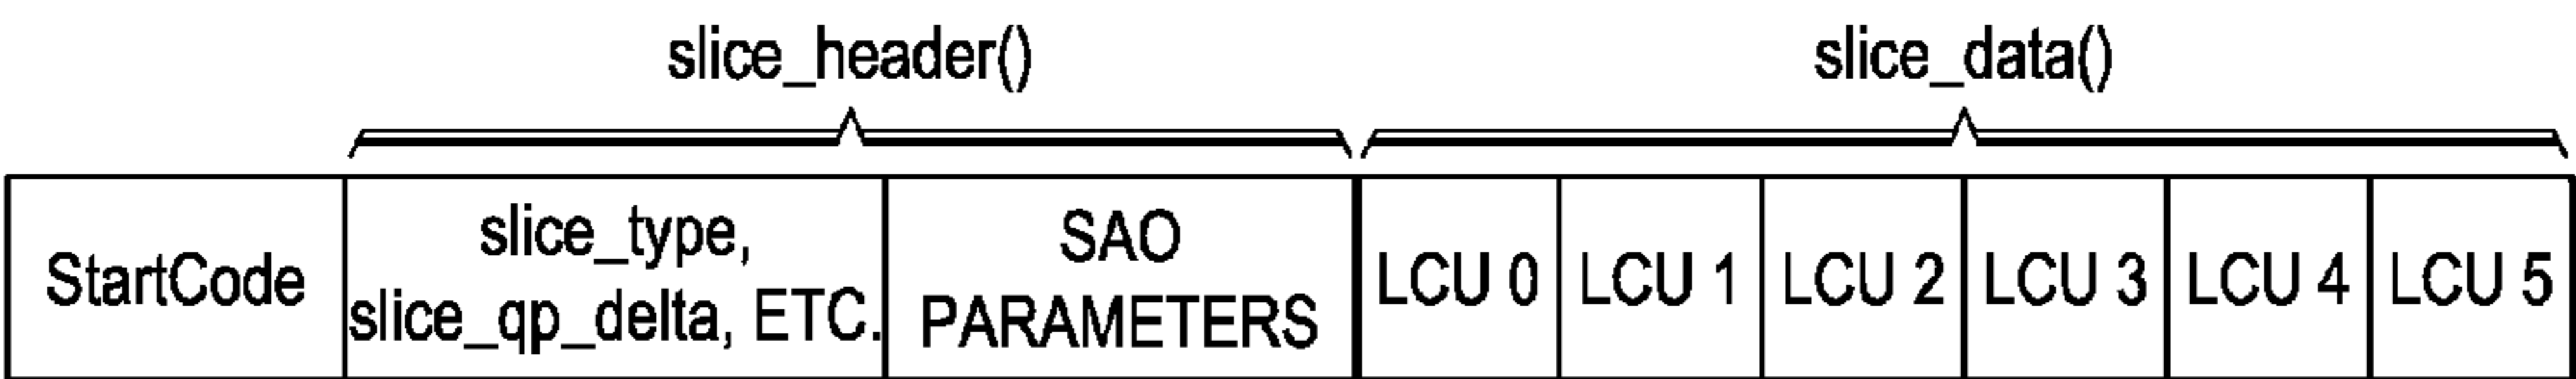 slice_header()
slice_data()
StartCode
slice_type,
slice_qp_delta, ETC.
SAO
PARAMETERS
LCU 0
LCU 1
LCU 2
LCU 3
LCU 4
LCU 5